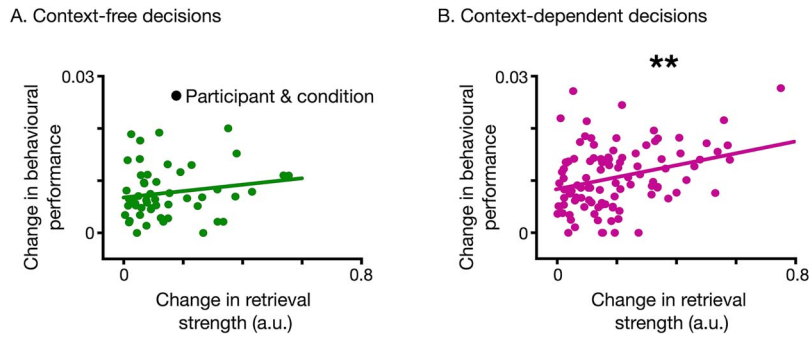 A. Context-free decisions
0.03
Participant & condition
Change in behavioural
performance
0
0
0.8
Change in retrieval
strength (a.u.)
B. Context-dependent decisions
**
0.03
Change in behavioural
performance
0
0
0.8
Change in retrieval
strength (a.u.)